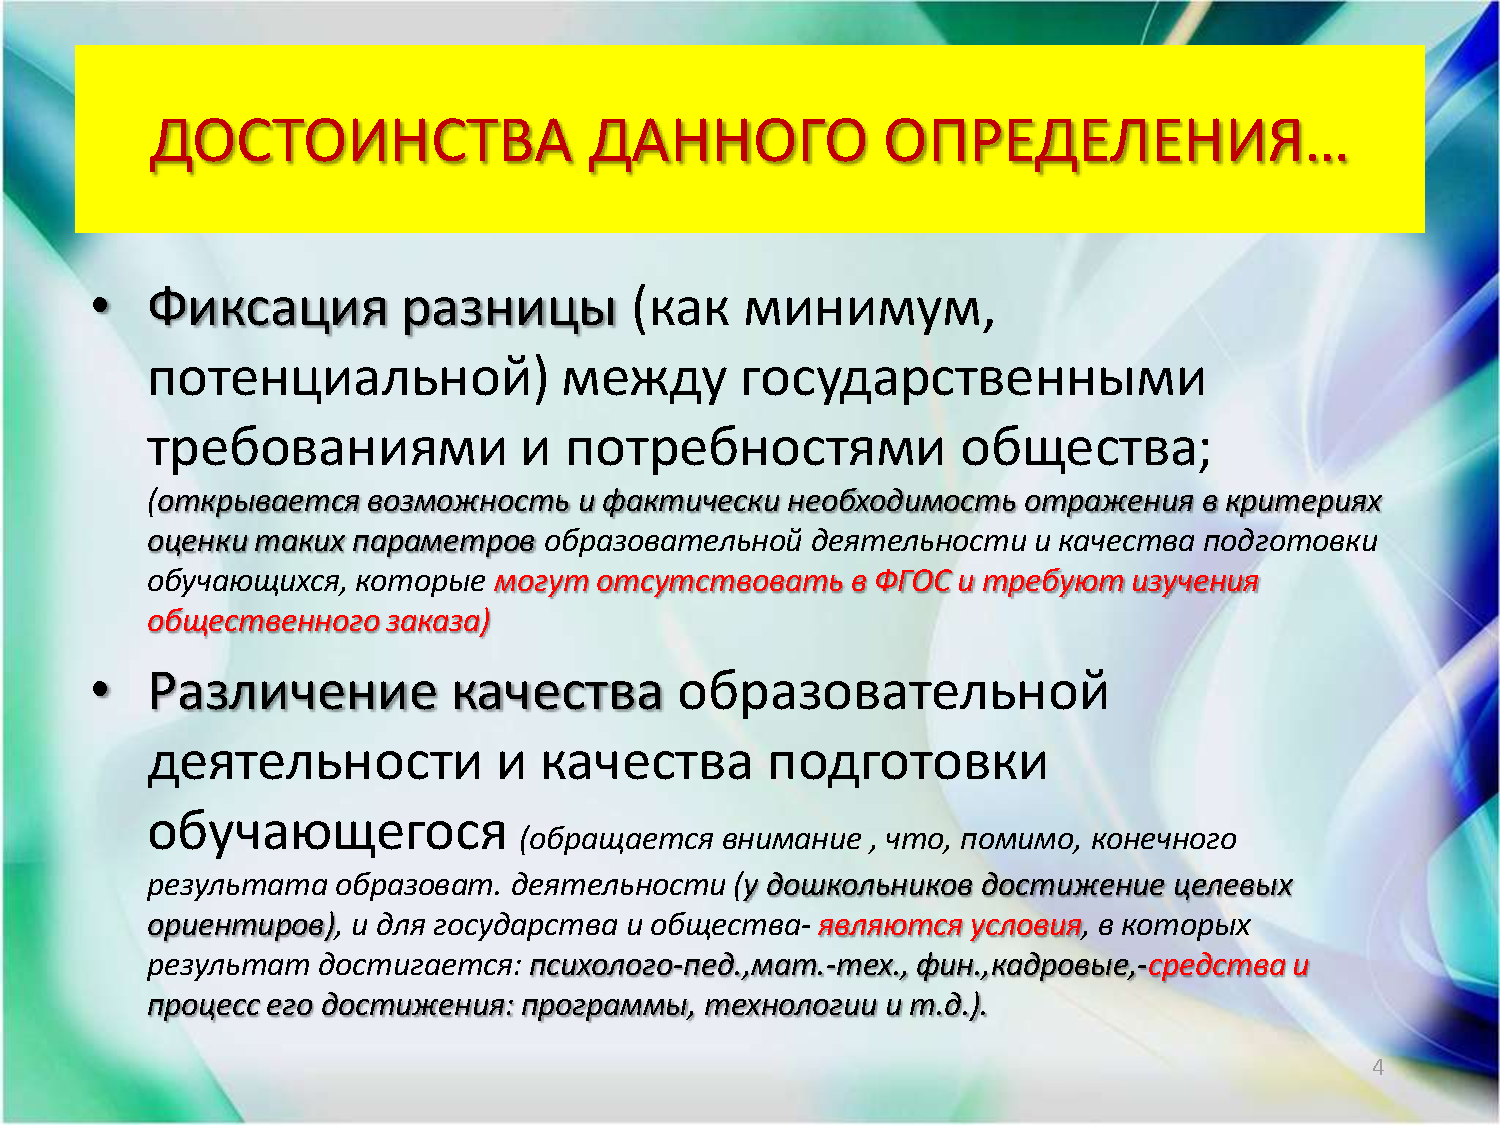 ДОСТОИНСТВА ДАННОГО ОПРЕДЕЛЕНИЯ…
• Фиксация разницы (как минимум,
потенциальной) между государственными
требованиями и потребностями общества;
(открывается возможность и фактически необходимость отражения в критериях
оценки таких параметров образовательной деятельности и качества подготовки
обучающихся, которые могут отсутствовать в ФГОС и требуют изучения
общественного заказа)
• Различение качества образовательной
деятельности и качества подготовки
обучающегося (обращается внимание , что, помимо, конечного
результата образоват. деятельности (у дошкольников достижение целевых
ориентиров), и для государства и общества- являются условия, в которых
результат достигается: психолого-пед.,мат.-тех., фин.,кадровые,-средства и
процесс его достижения: программы, технологии и т.д.).
4